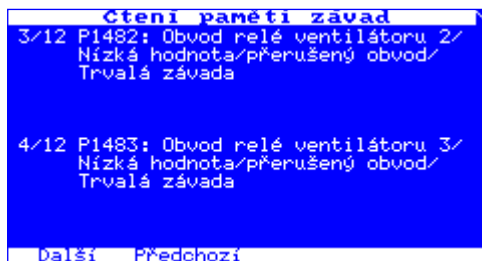 Čtení paměti závad
3/12 P1482: Obvod relé ventilátoru 2/
Nízká hodnota/přerušený obvod/
Trvalá závada
4/12 P1483: Obvod relé ventilátoru 3/
Nízká hodnota/přerušený obvod/
Trvalá závada
Další Předchozí